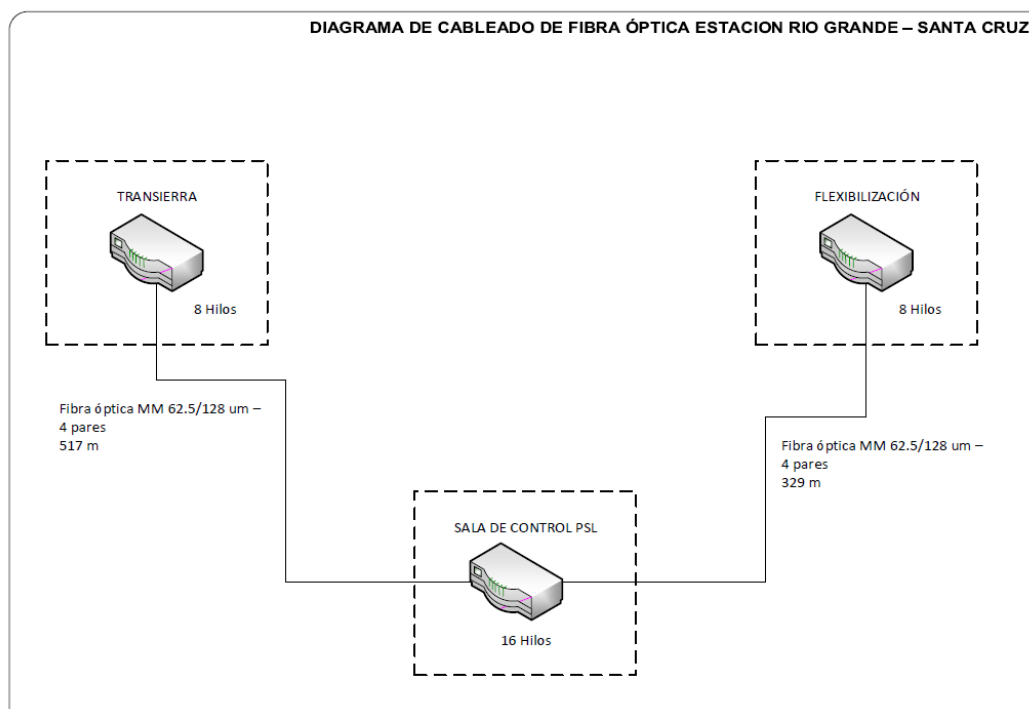 DIAGRAMA DE CABLEADO DE FIBRA ÓPTICA ESTACION RIO GRANDE – SANTA CRUZ
TRANSIERRA
8 Hilos
FLEXIBILIZACIÓN
8 Hilos
Fibra óptica MM 62.5/128 um –
4 pares
517 m
Fibra óptica MM 62.5/128 um –
4 pares
329 m
SALA DE CONTROL PSL
16 Hilos